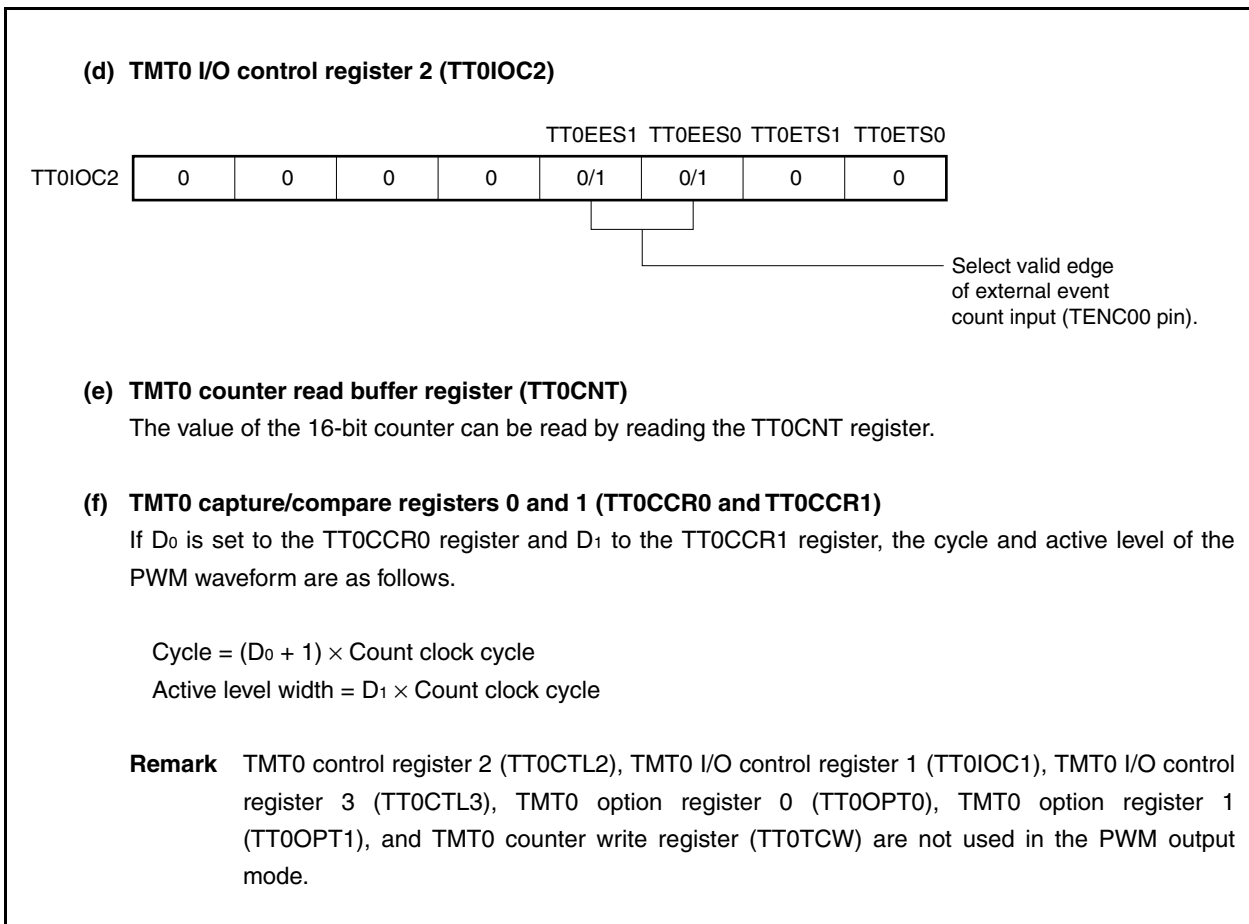 (d) TMT0 I/O control register 2 (TT0IOC2)
TT0EES1 TT0EES0 TT0ETS1 TT0ETS0
TT0IOC2 0 0 0 0 0/1 0/1 0 0
Select valid edge
of external event
count input (TENC00 pin).
(e) TMT0 counter read buffer register (TT0CNT)
The value of the 16-bit counter can be read by reading the TT0CNT register.
(f) TMT0 capture/compare registers 0 and 1 (TT0CCR0 and TT0CCR1)
If D0 is set to the TT0CCR0 register and D1 to the TT0CCR1 register, the cycle and active level of the
PWM waveform are as follows.
Cycle = (D0 + 1) × Count clock cycle
Active level width = D1 × Count clock cycle
Remark TMT0 control register 2 (TT0CTL2), TMT0 I/O control register 1 (TT0IOC1), TMT0 I/O control
register 3 (TT0CTL3), TMT0 option register 0 (TT0OPT0), TMT0 option register 1
(TT0OPT1), and TMT0 counter write register (TT0TCW) are not used in the PWM output
mode.